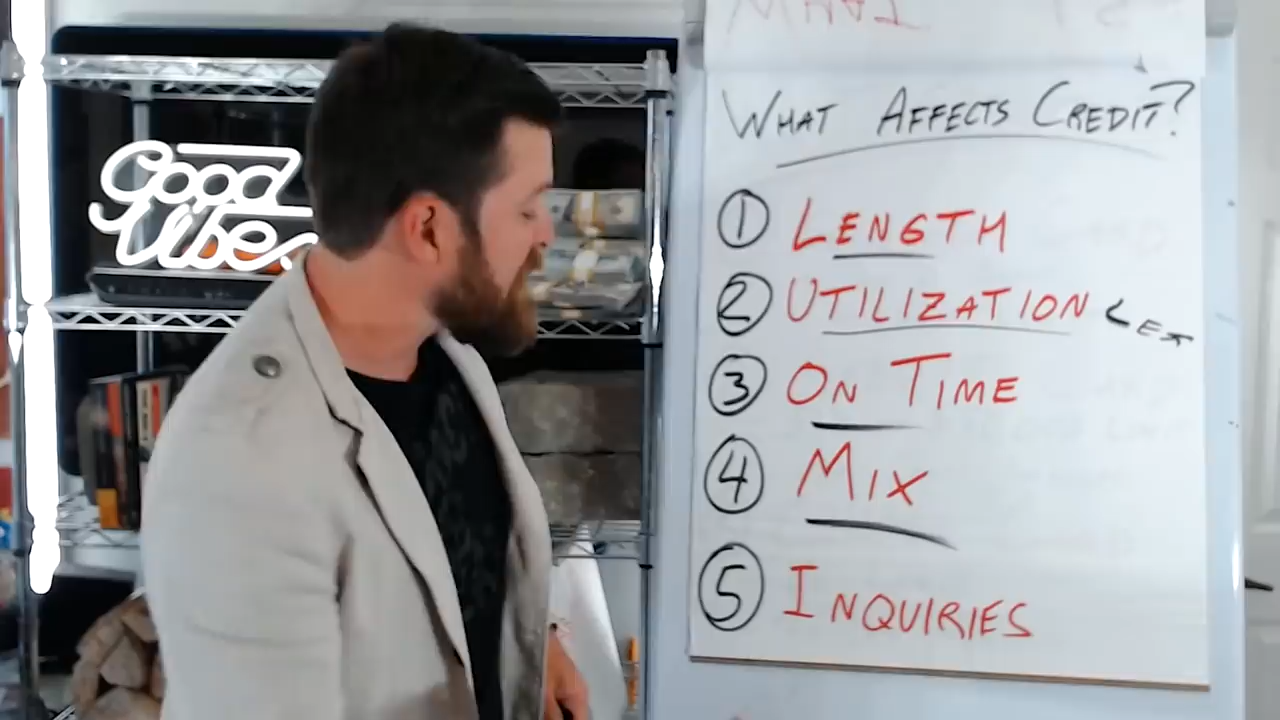 Good
Vibes
WHAT AFFECTS CREDIT?
1 LENGTH
2 UTILIZATION <
3 ON TIME
4 MIX
5 INQUIRIES